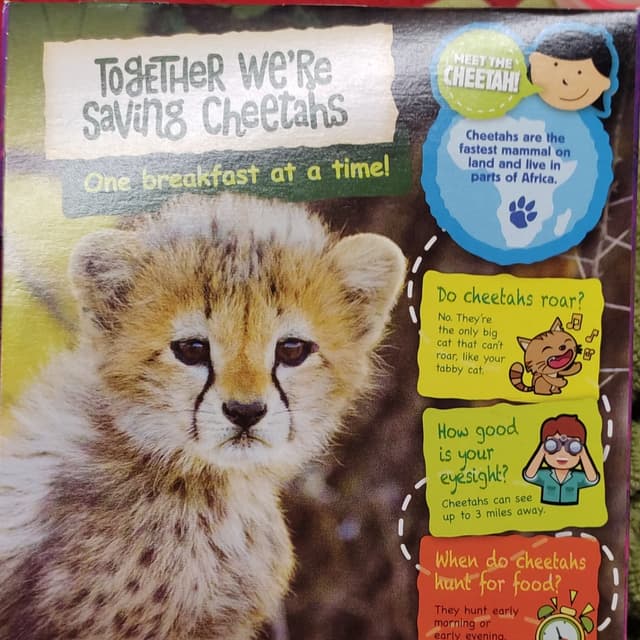 Together We're
Saving Cheetahs
One breakfast at a time!
MEET THE
CHEETAH!
Cheetahs are the
fastest mammal on
land and live in
parts of Africa.
Do cheetahs roar?
No. They're
the only big
cat that can't
roar, like your
tabby cat.
How good
is your
eyesight?
Cheetahs can see
up to 3 miles away.
When do cheetahs
hunt for food?
They hunt early
morning or
early evening.